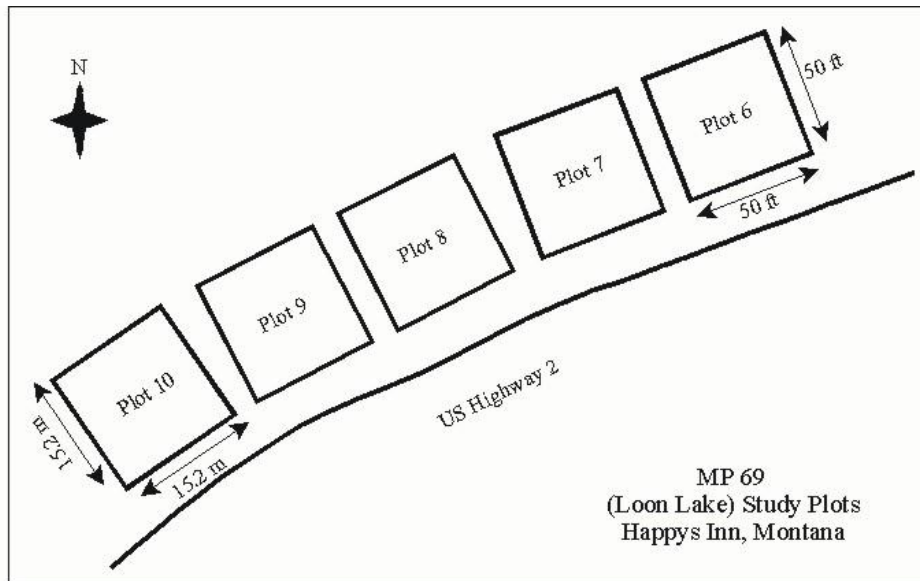 N
Plot 6
50 ft
50 ft
Plot 7
Plot 8
Plot 9
Plot 10
15.2 m
15.2 m
US Highway 2
MP 69
(Loon Lake) Study Plots
Happys Inn, Montana